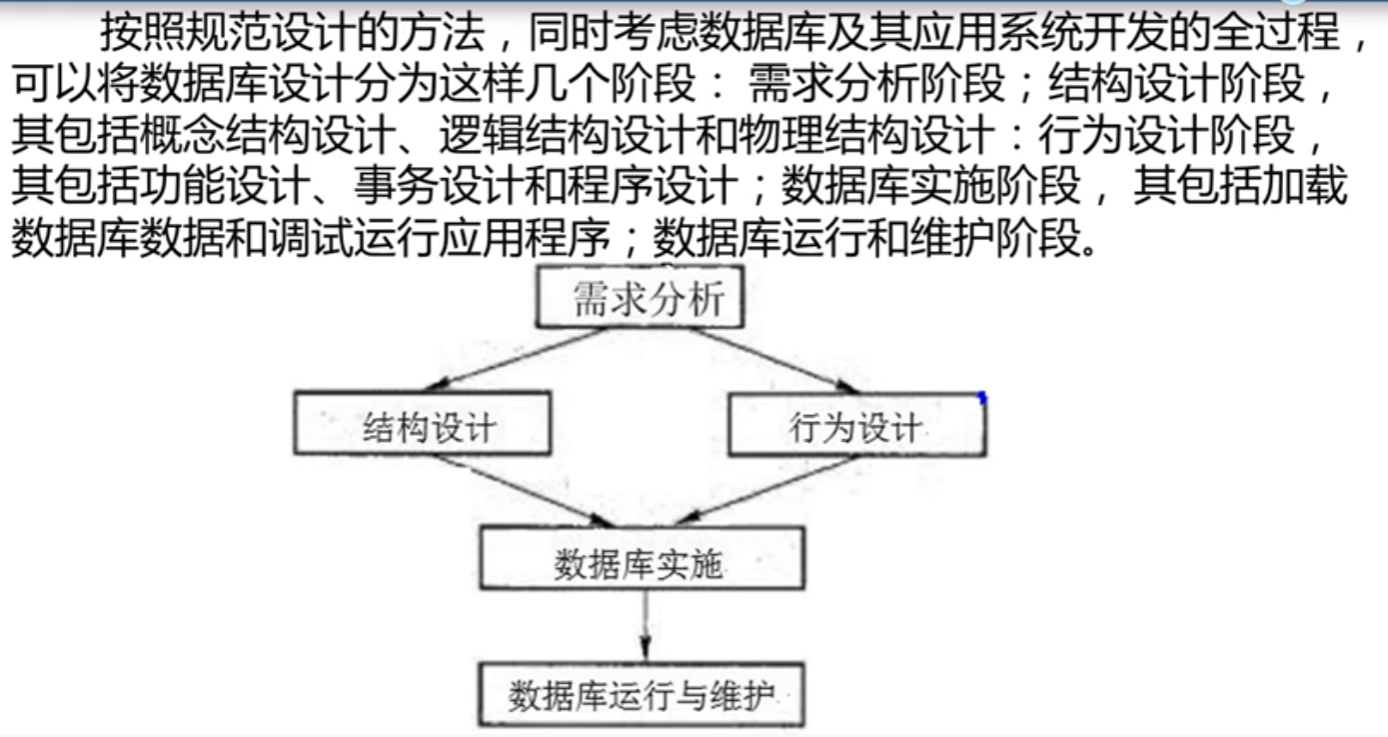 按照规范设计的方法，同时考虑数据库及其应用系统开发的全过程，
可以将数据库设计分为这样几个阶段： 需求分析阶段；结构设计阶段，
其包括概念结构设计、逻辑结构设计和物理结构设计：行为设计阶段，
其包括功能设计、事务设计和程序设计；数据库实施阶段， 其包括加载
数据库数据和调试运行应用程序；数据库运行和维护阶段。
需求分析
结构设计
行为设计
数据库实施
数据库运行与维护